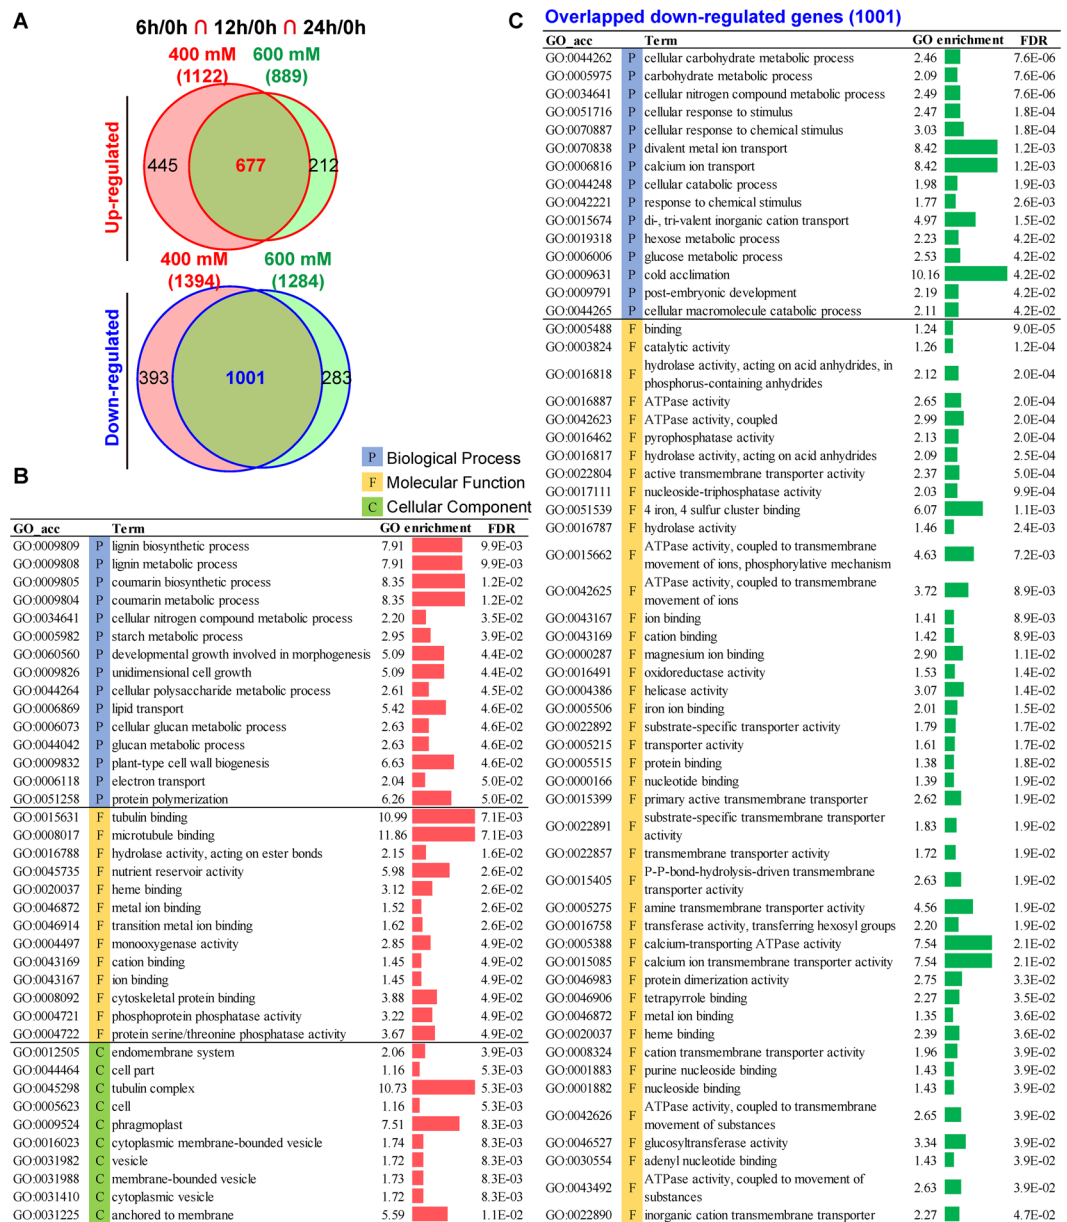 A
6h/0h ∩ 12h/0h ∩ 24h/0h
400 mM 600 mM
(1122) (889)
Up-regulated
445 677 212
400 mM 600 mM
(1394) (1284)
Down-regulated
393 1001 283
P Biological Process
F Molecular Function
C Cellular Component
B
GO_acc Term GO enrichment FDR
GO:0009809 P lignin biosynthetic process 7.91 9.9E-03
GO:0009808 P lignin metabolic process 7.91 9.9E-03
GO:0009805 P coumarin biosynthetic process 8.35 1.2E-02
GO:0009804 P coumarin metabolic process 8.35 1.2E-02
GO:0034641 P cellular nitrogen compound metabolic process 2.20 3.5E-02
GO:0005982 P starch metabolic process 2.95 3.9E-02
GO:0060560 P developmental growth involved in morphogenesis 5.09 4.4E-02
GO:0009826 P unidimensional cell growth 5.09 4.4E-02
GO:0044264 P cellular polysaccharide metabolic process 2.61 4.5E-02
GO:0006869 P lipid transport 5.42 4.6E-02
GO:0006073 P cellular glucan metabolic process 2.63 4.6E-02
GO:0044042 P glucan metabolic process 2.63 4.6E-02
GO:0009832 P plant-type cell wall biogenesis 6.63 4.6E-02
GO:0006118 P electron transport 2.04 5.0E-02
GO:0051258 P protein polymerization 6.26 5.0E-02
GO:0015631 F tubulin binding 10.99 7.1E-03
GO:0008017 F microtubule binding 11.86 7.1E-03
GO:0016788 F hydrolase activity, acting on ester bonds 2.15 1.6E-02
GO:0045735 F nutrient reservoir activity 5.98 2.6E-02
GO:0020037 F heme binding 3.12 2.6E-02
GO:0046872 F metal ion binding 1.52 2.6E-02
GO:0046914 F transition metal ion binding 1.62 2.6E-02
GO:0004497 F monooxygenase activity 2.85 4.9E-02
GO:0043169 F cation binding 1.45 4.9E-02
GO:0043167 F ion binding 1.45 4.9E-02
GO:0008092 F cytoskeletal protein binding 3.88 4.9E-02
GO:0004721 F phosphoprotein phosphatase activity 3.22 4.9E-02
GO:0004722 F protein serine/threonine phosphatase activity 3.67 4.9E-02
GO:0012505 C endomembrane system 2.06 3.9E-03
GO:0044464 C cell part 1.16 5.3E-03
GO:0045298 C tubulin complex 10.73 5.3E-03
GO:0005623 C cell 1.16 5.3E-03
GO:0009524 C phragmoplast 7.51 8.3E-03
GO:0016023 C cytoplasmic membrane-bounded vesicle 1.74 8.3E-03
GO:0031982 C vesicle 1.72 8.3E-03
GO:0031988 C membrane-bounded vesicle 1.73 8.3E-03
GO:0031410 C cytoplasmic vesicle 1.72 8.3E-03
GO:0031225 C anchored to membrane 5.59 1.1E-02
C
Overlapped down-regulated genes (1001)
GO_acc Term GO enrichment FDR
GO:0044262 P cellular carbohydrate metabolic process 2.46 7.6E-06
GO:0005975 P carbohydrate metabolic process 2.09 7.6E-06
GO:0034641 P cellular nitrogen compound metabolic process 2.49 7.6E-06
GO:0051716 P cellular response to stimulus 2.47 1.8E-04
GO:0070887 P cellular response to chemical stimulus 3.03 1.8E-04
GO:0070838 P divalent metal ion transport 8.42 1.2E-03
GO:0006816 P calcium ion transport 8.42 1.2E-03
GO:0044248 P cellular catabolic process 1.98 1.9E-03
GO:0042221 P response to chemical stimulus 1.77 2.6E-03
GO:0015674 P di-, tri-valent inorganic cation transport 4.97 1.5E-02
GO:0019318 P hexose metabolic process 2.23 4.2E-02
GO:0006006 P glucose metabolic process 2.53 4.2E-02
GO:0009631 P cold acclimation 10.16 4.2E-02
GO:0009791 P post-embryonic development 2.19 4.2E-02
GO:0044265 P cellular macromolecule catabolic process 2.11 4.2E-02
GO:0005488 F binding 1.24 9.0E-05
GO:0003824 F catalytic activity 1.26 1.2E-04
GO:0016818 F hydrolase activity, acting on acid anhydrides, in
phosphorus-containing anhydrides 2.12 2.0E-04
GO:0016887 F ATPase activity 2.65 2.0E-04
GO:0042623 F ATPase activity, coupled 2.99 2.0E-04
GO:0016462 F pyrophosphatase activity 2.13 2.0E-04
GO:0016817 F hydrolase activity, acting on acid anhydrides 2.09 2.5E-04
GO:0022804 F active transmembrane transporter activity 2.37 5.0E-04
GO:0017111 F nucleoside-triphosphatase activity 2.03 9.9E-04
GO:0051539 F 4 iron, 4 sulfur cluster binding 6.07 1.1E-03
GO:0016787 F hydrolase activity 1.46 2.4E-03
GO:0015662 F ATPase activity, coupled to transmembrane
movement of ions, phosphorylative mechanism 4.63 7.2E-03
GO:0042625 F ATPase activity, coupled to transmembrane
movement of ions 3.72 8.9E-03
GO:0043167 F ion binding 1.41 8.9E-03
GO:0043169 F cation binding 1.42 8.9E-03
GO:0000287 F magnesium ion binding 2.90 1.1E-02
GO:0016491 F oxidoreductase activity 1.53 1.4E-02
GO:0004386 F helicase activity 3.07 1.4E-02
GO:0005506 F iron ion binding 2.01 1.5E-02
GO:0022892 F substrate-specific transporter activity 1.79 1.7E-02
GO:0005215 F transporter activity 1.61 1.7E-02
GO:0005515 F protein binding 1.38 1.8E-02
GO:0000166 F nucleotide binding 1.39 1.9E-02
GO:0015399 F primary active transmembrane transporter 2.62 1.9E-02
GO:0022891 F substrate-specific transmembrane transporter
activity 1.83 1.9E-02
GO:0022857 F transmembrane transporter activity 1.72 1.9E-02
GO:0015405 F P-P-bond-hydrolysis-driven transmembrane
transporter activity 2.63 1.9E-02
GO:0005275 F amine transmembrane transporter activity 4.56 1.9E-02
GO:0016758 F transferase activity, transferring hexosyl groups 2.20 1.9E-02
GO:0005388 F calcium-transporting ATPase activity 7.54 2.1E-02
GO:0015085 F calcium ion transmembrane transporter activity 7.54 2.1E-02
GO:0046983 F protein dimerization activity 2.75 3.3E-02
GO:0046906 F tetrapyrrole binding 2.27 3.5E-02
GO:0046872 F metal ion binding 1.35 3.6E-02
GO:0020037 F heme binding 2.39 3.6E-02
GO:0008324 F cation transmembrane transporter activity 1.96 3.9E-02
GO:0001883 F purine nucleoside binding 1.43 3.9E-02
GO:0001882 F nucleoside binding 1.43 3.9E-02
GO:0042626 F ATPase activity, coupled to transmembrane
movement of substances 2.65 3.9E-02
GO:0046527 F glucosyltransferase activity 3.34 3.9E-02
GO:0030554 F adenyl nucleotide binding 1.43 3.9E-02
GO:0043492 F ATPase activity, coupled to movement of
substances 2.63 3.9E-02
GO:0022890 F inorganic cation transmembrane transporter 2.27 4.7E-02